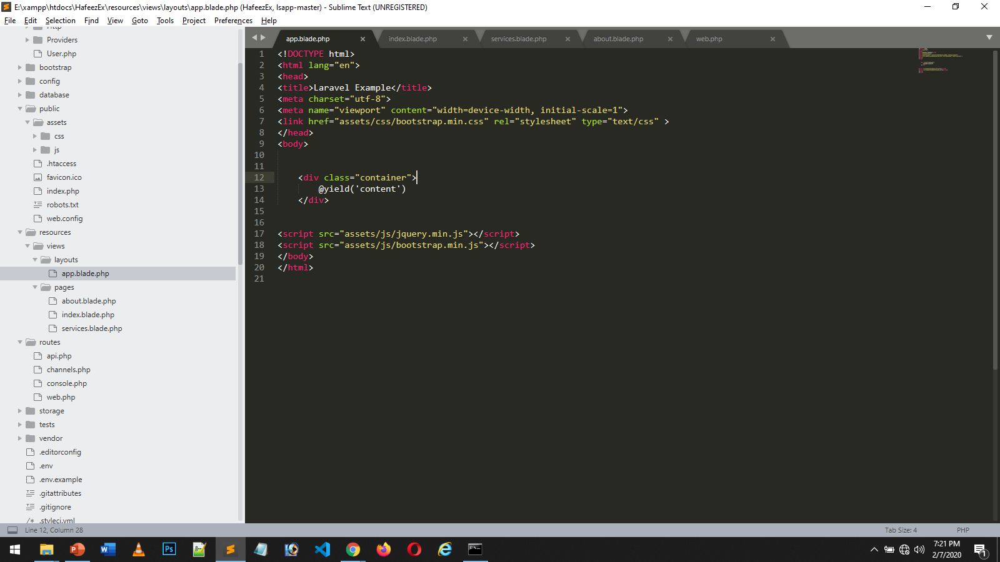 E:\xampp\htdocs\HafeezEx\resources\views\layouts\app.blade.php (HafeezEx, lsapp-master) - Sublime Text (UNREGISTERED)
File Edit Selection Find View Goto Tools Project Preferences Help
Http
Providers
User.php
bootstrap
config
database
public
assets
css
js
.htaccess
favicon.ico
index.php
robots.txt
web.config
resources
views
layouts
app.blade.php
pages
about.blade.php
index.blade.php
services.blade.php
routes
api.php
channels.php
console.php
web.php
storage
tests
vendor
.editorconfig
.env
.env.example
.gitattributes
.gitignore
.styleci.yml
app.blade.php index.blade.php services.blade.php about.blade.php web.php
1 <!DOCTYPE html>
2 <html lang="en">
3 <head>
4 <title>Laravel Example</title>
5 <meta charset="utf-8">
6 <meta name="viewport" content="width=device-width, initial-scale=1">
7 <link href="assets/css/bootstrap.min.css" rel="stylesheet" type="text/css" >
8 </head>
9 <body>
10
11
12 <div class="container">
13 @yield('content')
14 </div>
15
16
17 <script src="assets/js/jquery.min.js"></script>
18 <script src="assets/js/bootstrap.min.js"></script>
19 </body>
20 </html>
21
Line 12, Column 28 Tab Size: 4 PHP
7:21 PM
2/7/2020
1